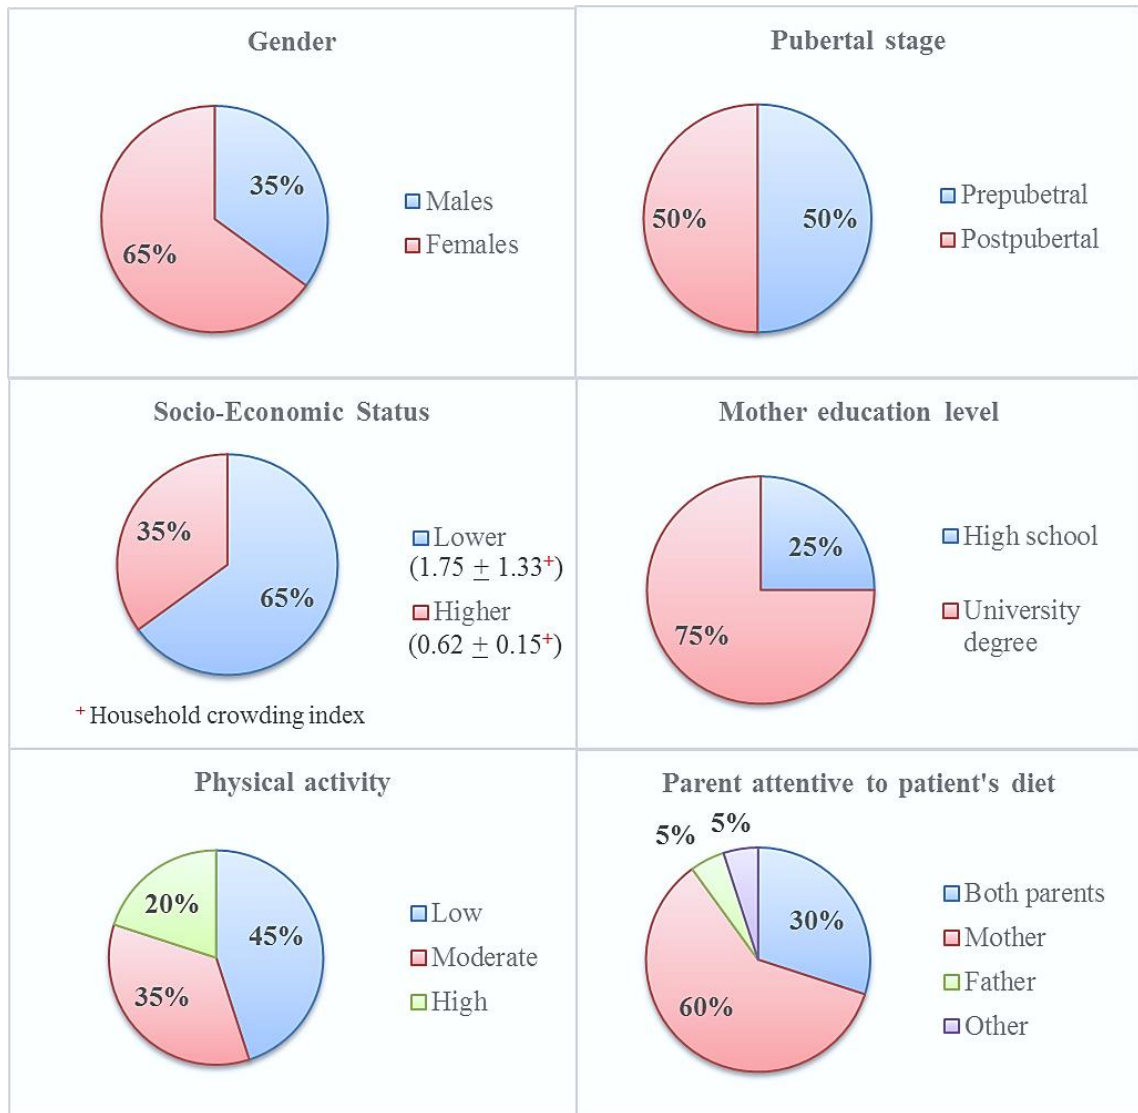 Gender
35%
65%
Males
Females
Pubertal stage
50%
50%
Prepubetral
Postpubertal
Socio-Economic Status
35%
65%
Lower
(1.75 ± 1.33⁺)
Higher
(0.62 ± 0.15⁺)
⁺ Household crowding index
Mother education level
25%
75%
High school
University
degree
Physical activity
20%
45%
35%
Low
Moderate
High
Parent attentive to patient's diet
5%
5%
30%
60%
Both parents
Mother
Father
Other